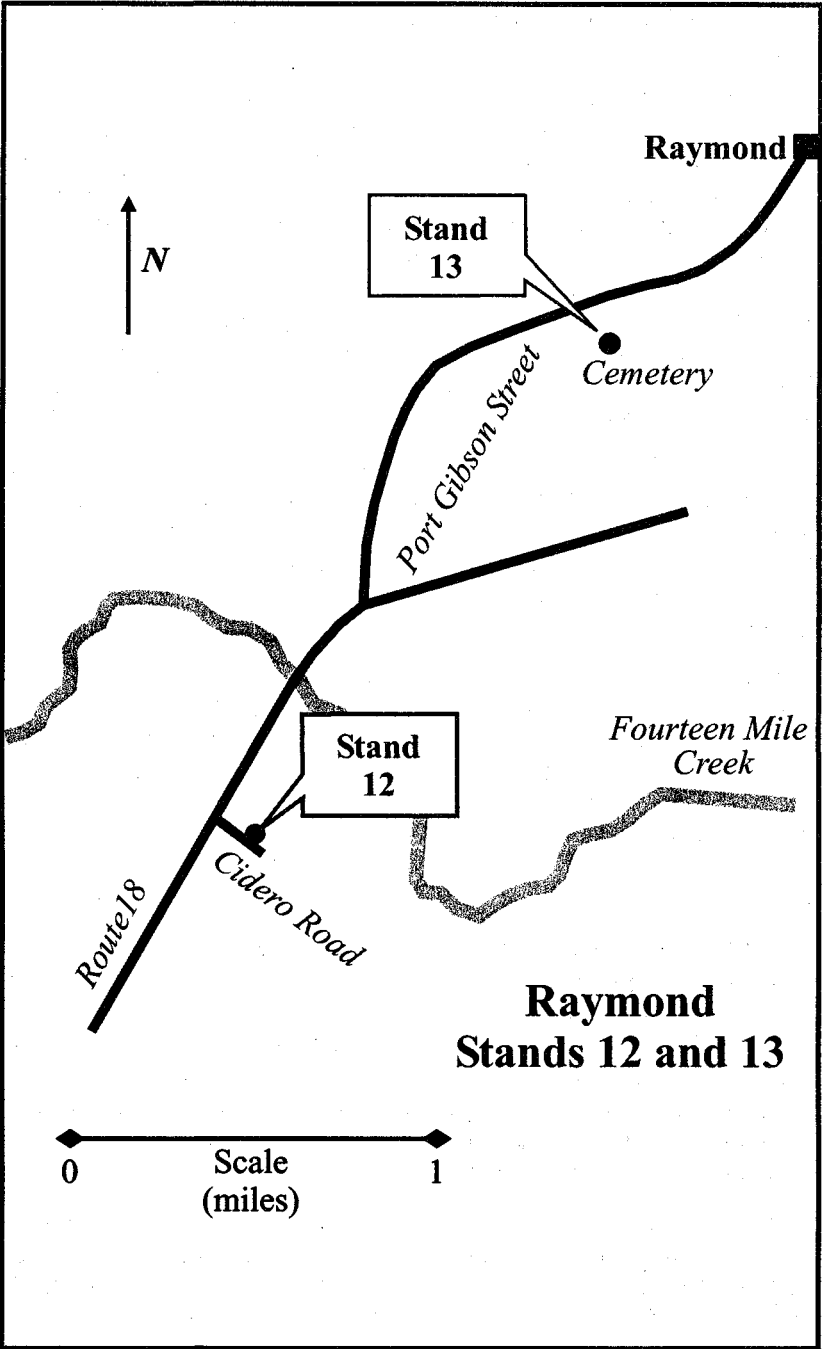 Raymond
Stand
13
N
Cemetery
Port Gibson Street
Fourteen Mile
Creek
Stand
12
Cidero Road
Route18
Raymond
Stands 12 and 13
0
Scale
(miles)
1